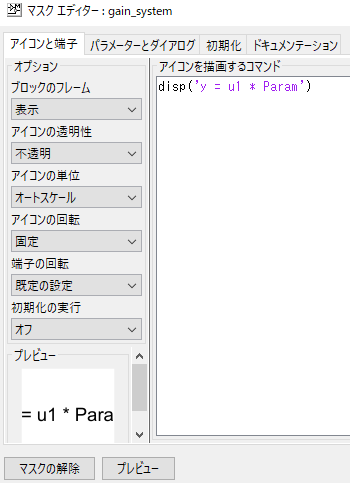 マスク エディター : gain_system
アイコンと端子
パラメーターとダイアログ
初期化
ドキュメンテーション
オプション
ブロックのフレーム
表示
アイコンの透明性
不透明
アイコンの単位
オートスケール
アイコンの回転
固定
端子の回転
既定の設定
初期化の実行
オフ
プレビュー
= u1 * Para
アイコンを描画するコマンド
disp('y = u1 * Param')
マスクの解除
プレビュー